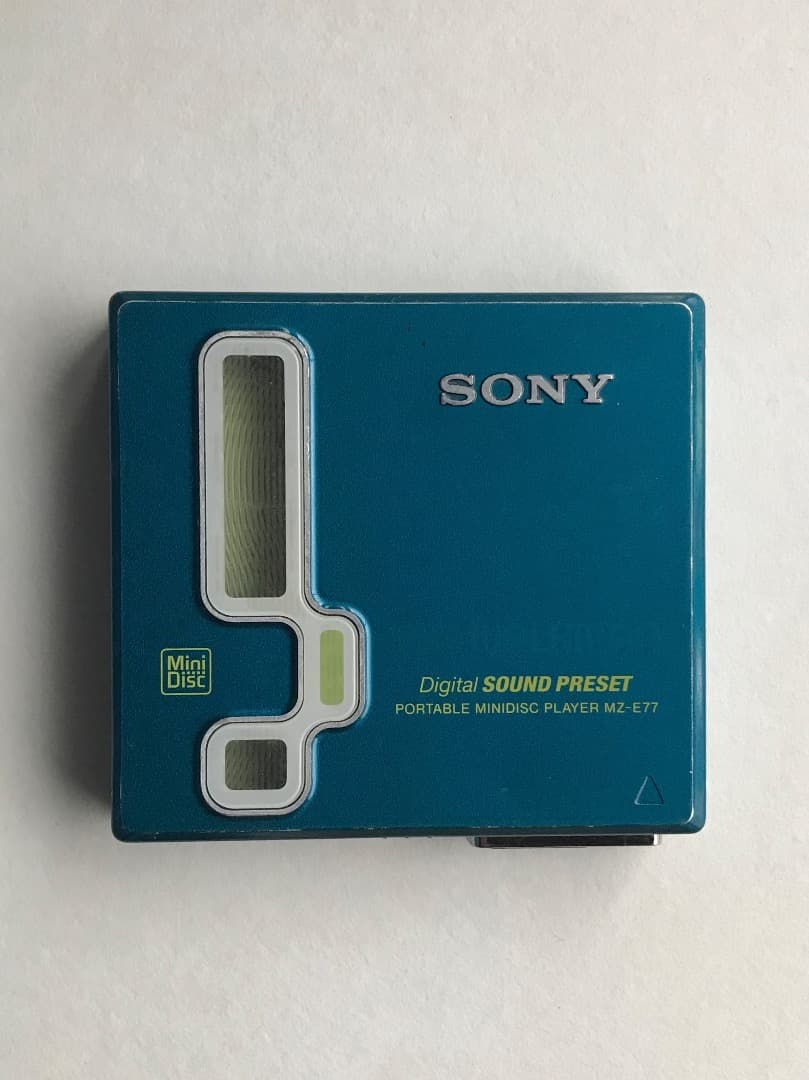 SONY
Mini
Disc
Digital SOUND PRESET
PORTABLE MINIDISC PLAYER MZ-E77